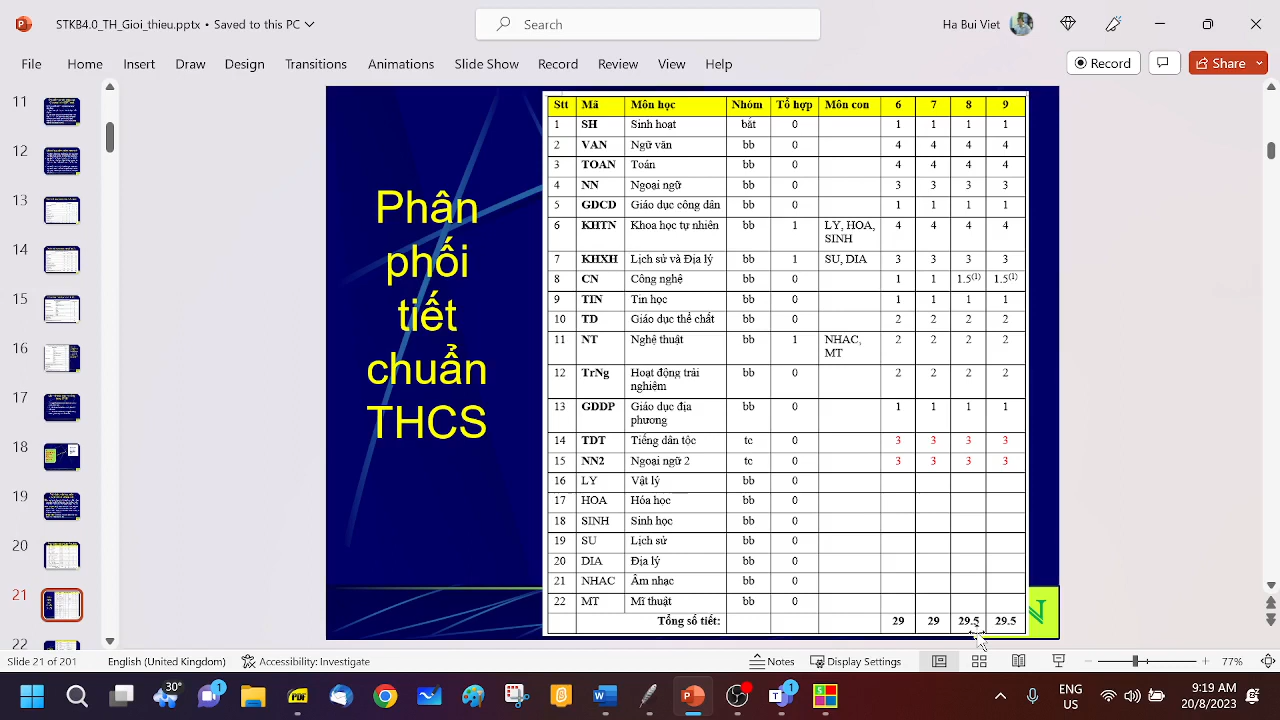 STKB4.0_TH_Gioi_thieu.pptx • Saved to this PC
Search
Ha Bui Viet
File Home Insert Draw Design Transitions Animations Slide Show Record Review View Help
Record
Share
11
12
13
14
15
16
17
18
19
20
21
22
Phân
phối
tiết
chuẩn
THCS
Stt Mã Môn học Nhóm Tổ hợp Môn con 6 7 8 9
1 SH Sinh hoạt bắt 0 1 1 1 1
2 VAN Ngữ văn bb 0 4 4 4 4
3 TOAN Toán bb 0 4 4 4 4
4 NN Ngoại ngữ bb 0 3 3 3 3
5 GDCD Giáo dục công dân bb 0 1 1 1 1
6 KHTN Khoa học tự nhiên bb 1 LY, HOA, 4 4 4 4
SINH
7 KHXH Lịch sử và Địa lý bb 1 SU, DIA 3 3 3 3
8 CN Công nghệ bb 0 1 1 1.5(1) 1.5(1)
9 TIN Tin học bb 0 1 1 1 1
10 TD Giáo dục thể chất bb 0 2 2 2 2
11 NT Nghệ thuật bb 1 NHAC, 2 2 2 2
MT
12 TrNg Hoạt động trải bb 0 2 2 2 2
nghiệm
13 GDDP Giáo dục địa bb 0 1 1 1 1
phương
14 TDT Tiếng dân tộc tc 0 3 3 3 3
15 NN2 Ngoại ngữ 2 tc 0 3 3 3 3
16 LY Vật lý bb 0
17 HOA Hóa học bb 0
18 SINH Sinh học bb 0
19 SU Lịch sử bb 0
20 DIA Địa lý bb 0
21 NHAC Âm nhạc bb 0
22 MT Mĩ thuật bb 0
Tổng số tiết: 29 29 29.5 29.5
N
Slide 21 of 201 English (United Kingdom) Accessibility: Investigate Notes Display Settings 77%
30° 1 PDF 1 ENG 9:19 AM
US 20/8/2023